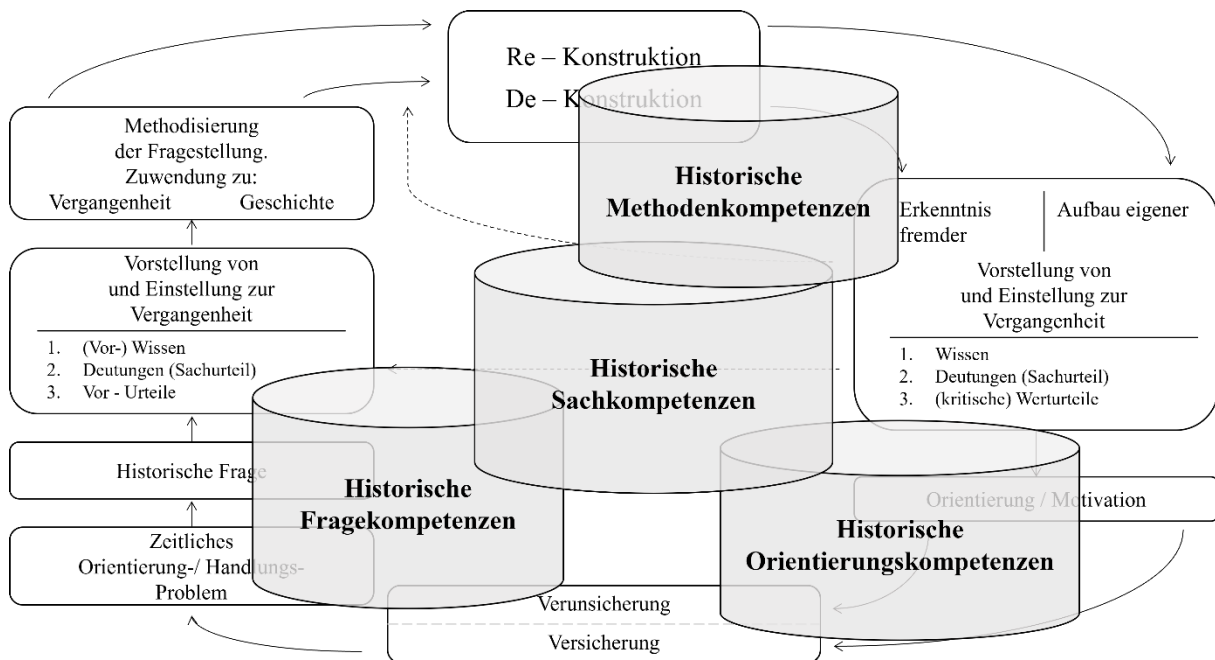 Re – Konstruktion
De – Konstruktion
Methodisierung
der Fragestellung.
Zuwendung zu:
Vergangenheit Geschichte
Historische
Methodenkompetenzen
Erkenntnis
fremder
Aufbau eigener
Vorstellung von
und Einstellung zur
Vergangenheit
1. (Vor-) Wissen
2. Deutungen (Sachurteil)
3. Vor - Urteile
Vorstellung von
und Einstellung zur
Vergangenheit
1. Wissen
2. Deutungen (Sachurteil)
3. (kritische) Werturteile
Historische
Sachkompetenzen
Historische Frage
Historische
Fragekompetenzen
Orientierung / Motivation
Historische
Orientierungskompetenzen
Zeitliches
Orientierung-/ Handlungs-
Problem
Verunsicherung
Versicherung